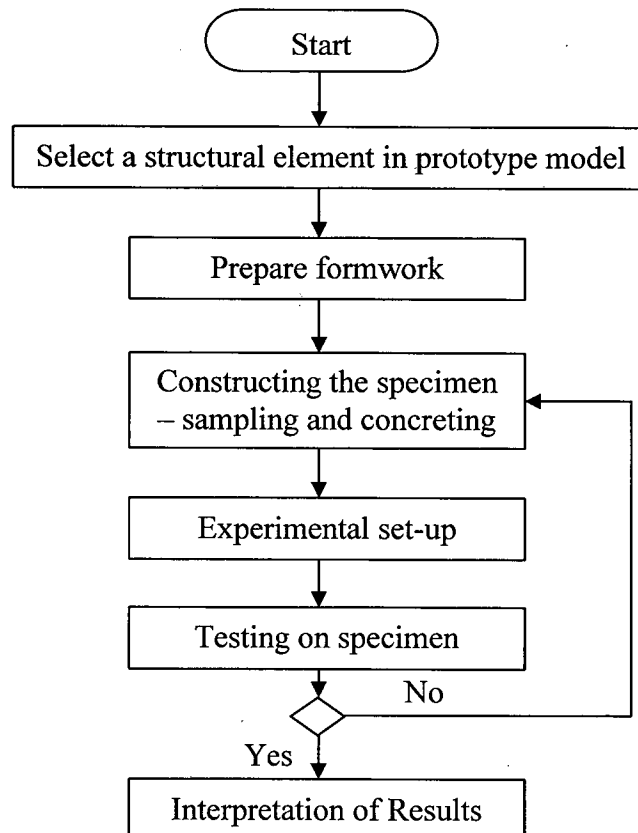 Start
Select a structural element in prototype model
Prepare formwork
Constructing the specimen
– sampling and concreting
Experimental set-up
Testing on specimen
No
Yes
Interpretation of Results